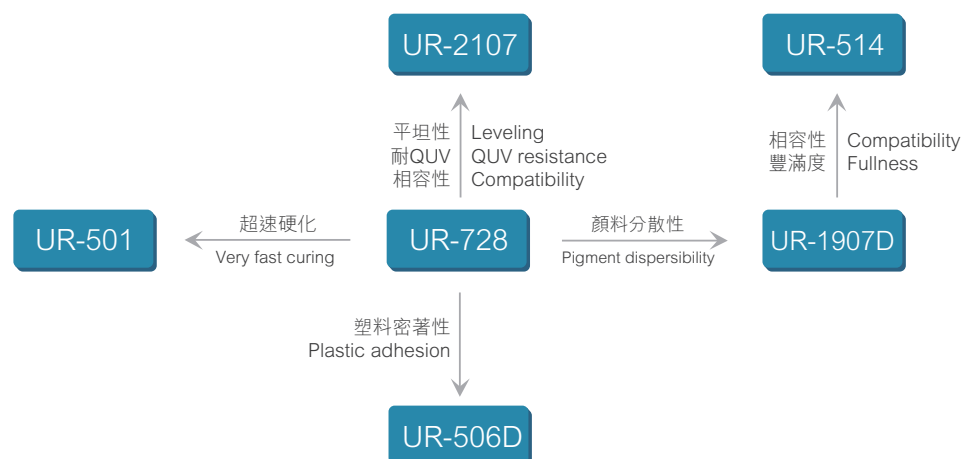 UR-2107
UR-514
平坦性 Leveling
耐QUV QUV resistance
相容性 Compatibility
相容性 Compatibility
豐滿度 Fullness
UR-501
超速硬化
Very fast curing
UR-728
顏料分散性
Pigment dispersibility
UR-1907D
塑料密著性
Plastic adhesion
UR-506D